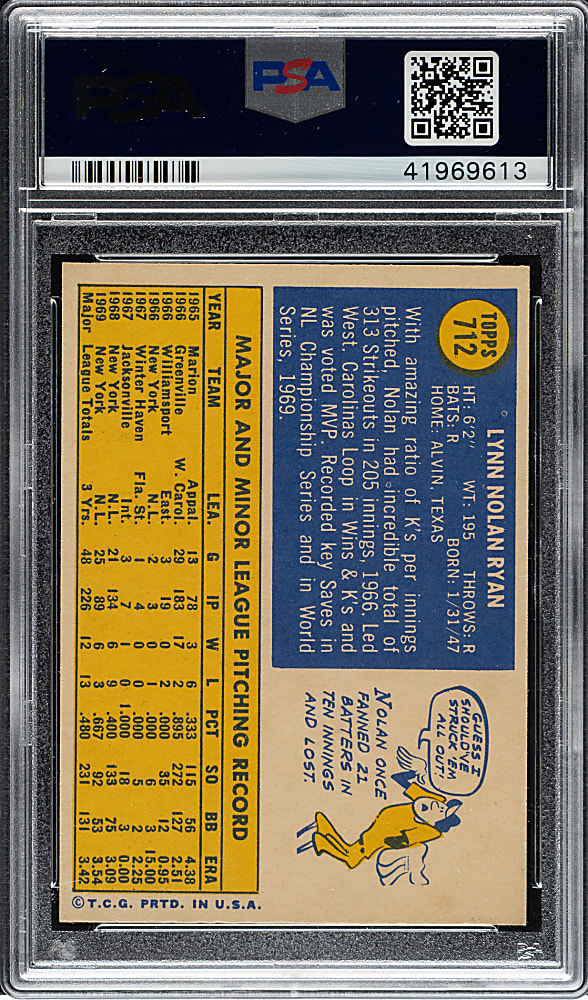 PSA
PSA
41969613
TOPPS
712
LYNN NOLAN RYAN
HT: 6'2" WT: 195 THROWS: R
BATS: R BORN: 1/31/47
HOME: ALVIN, TEXAS
With amazing ratio of K's per innings
pitched, Nolan had incredible total of
313 Strikeouts in 205 innings, 1966. Led
West. Carolinas Loop in Wins & K's and
was voted MVP. Recorded key Saves in
NL Championship Series and in World
Series, 1969.
GUESS I
SHOULD'VE
STRUCK 'EM
ALL OUT!
NOLAN ONCE
FANNED 21
BATTERS IN
TEN INNINGS
AND LOST.
MAJOR AND MINOR LEAGUE PITCHING RECORD
YEAR TEAM LEA. G IP W L PCT SO BB ERA
1965 Marion Appal. 13 78 3 6 .333 115 56 4.38
1966 Greenville W. Carol. 29 183 17 2 .895 272 127 2.51
1966 Williamsport East. 3 19 0 2 .000 35 12 0.95
1966 New York N.L. 2 3 0 1 .000 6 3 15.00
1967 Winter Haven Fla. St. 1 4 0 0 .000 5 2 2.25
1967 Jacksonville Int. 3 7 1 0 1.000 18 3 0.00
1968 New York N.L. 21 134 6 9 .400 133 75 3.09
1969 New York N.L. 25 89 6 3 .667 92 53 3.54
Major League Totals 3 Yrs. 48 226 12 13 .480 231 131 3.42
© T.C.G. PRTD. IN U.S.A.
PSA